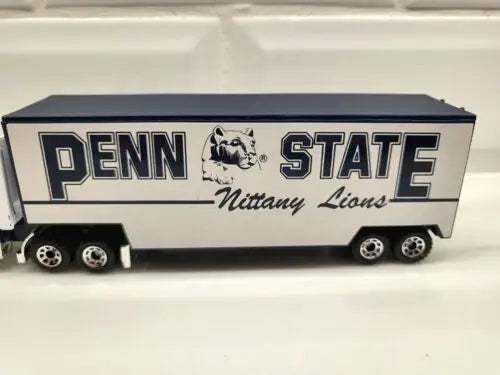 PENN STATE
®
Nittany Lions